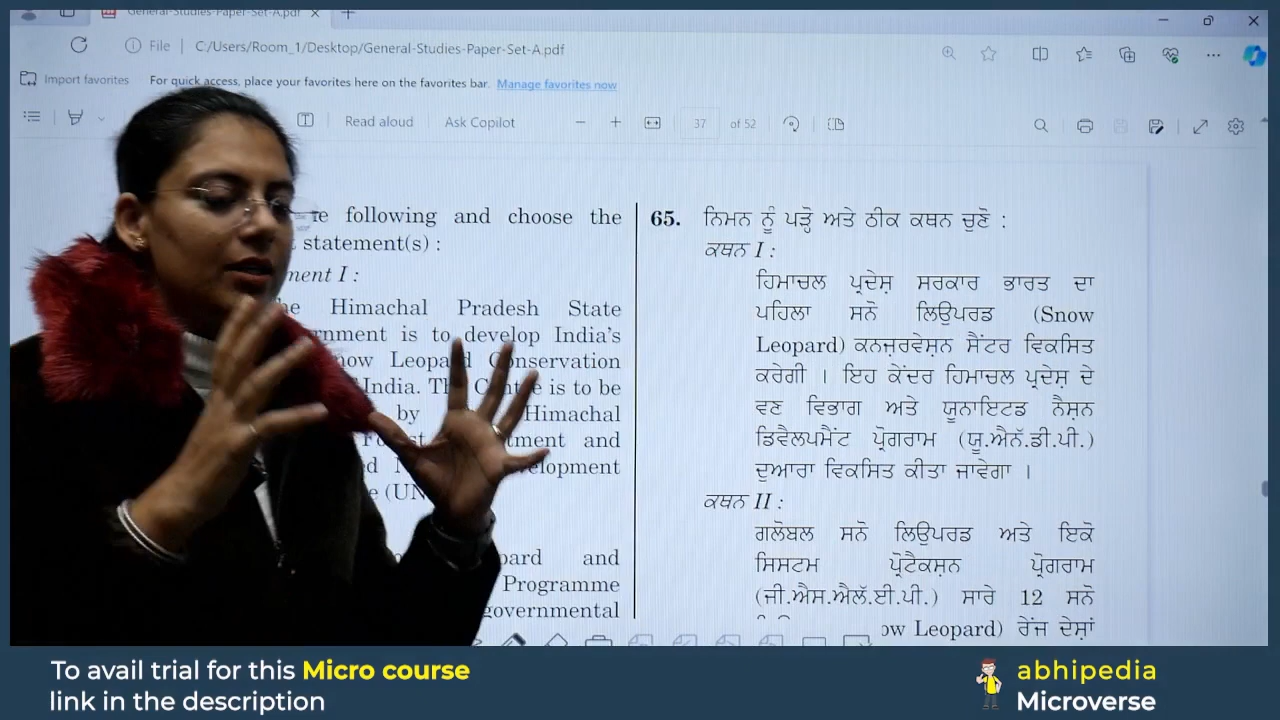 General-Studies-Paper-Set-A.pdf
File
C:/Users/Room_1/Desktop/General-Studies-Paper-Set-A.pdf
Import favorites
For quick access, place your favorites here on the favorites bar. Manage favorites now
Read aloud
Ask Copilot
37 of 52
following and choose the
statement(s) :
I :
Himachal Pradesh State
is to develop India's
Leopard Conservation
India.
is to be
by
Himachal
and
65. ਨਿਮਨ ਨੂੰ ਪੜ੍ਹੋ ਅਤੇ ਠੀਕ ਕਥਨ ਚੁਣੋ :
ਕਥਨ I :
ਹਿਮਾਚਲ ਪ੍ਰਦੇਸ਼ ਸਰਕਾਰ ਭਾਰਤ ਦਾ
ਪਹਿਲਾ ਸਨੋ ਲਿਉਪਰਡ (Snow
Leopard) ਕਨਜ਼ਰਵੇਸ਼ਨ ਸੈਂਟਰ ਵਿਕਸਿਤ
ਕਰੇਗੀ । ਇਹ ਕੇਂਦਰ ਹਿਮਾਚਲ ਪ੍ਰਦੇਸ਼ ਦੇ
ਵਣ ਵਿਭਾਗ ਅਤੇ ਯੂਨਾਇਟਡ ਨੈਸ਼ਨ
ਡਿਵੈਲਪਮੈਂਟ ਪ੍ਰੋਗਰਾਮ (ਯੂ.ਐਨੱ.ਡੀ.ਪੀ.)
ਦੁਆਰਾ ਵਿਕਸਿਤ ਕੀਤਾ ਜਾਵੇਗਾ ।
ਕਥਨ II :
ਗਲੋਬਲ ਸਨੋ ਲਿਉਪਰਡ ਅਤੇ ਇਕੋ
ਸਿਸਟਮ ਪ੍ਰੋਟੈਕਸ਼ਨ ਪ੍ਰੋਗਰਾਮ
(ਜੀ.ਐਸ.ਐਲੱ.ਈ.ਪੀ.) ਸਾਰੇ 12 ਸਨੋ
Leopard) ਰੇਂਜ ਦੇਸ਼ਾਂ
and
Programme
governmental
To avail trial for this Micro course
link in the description
abhipedia
Microverse